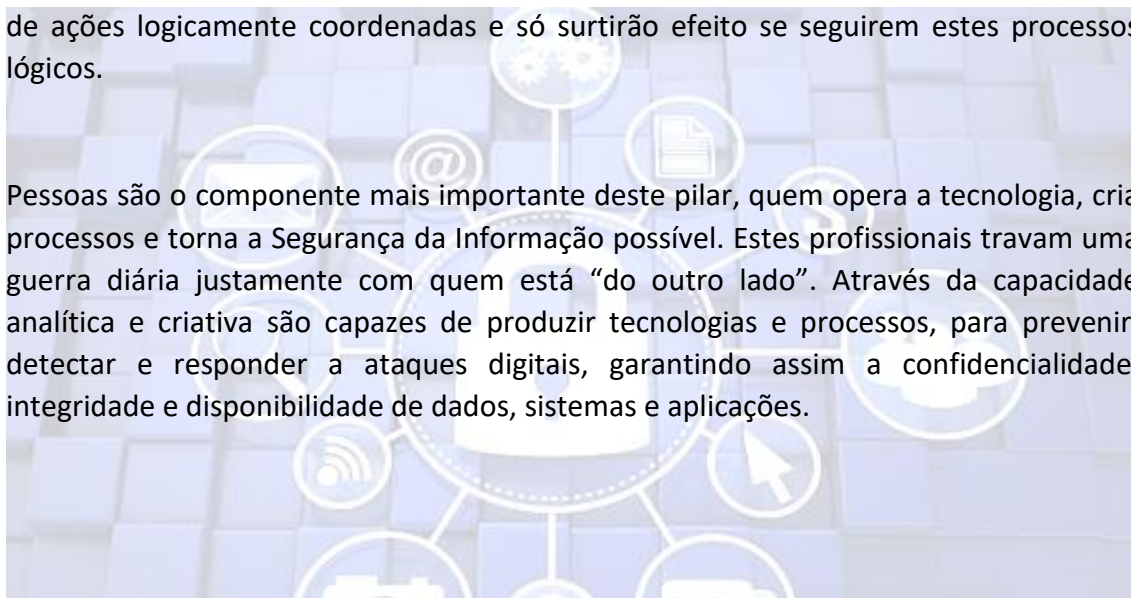 de ações logicamente coordenadas e só surtirão efeito se seguirem estes processos
lógicos.
@
Pessoas são o componente mais importante deste pilar, quem opera a tecnologia, cria
processos e torna a Segurança da Informação possível. Estes profissionais travam uma
guerra diária justamente com quem está “do outro lado”. Através da capacidade
analítica e criativa são capazes de produzir tecnologias e processos, para prevenir
detectar e responder a ataques digitais, garantindo assim a confidencialidade
integridade e disponibilidade de dados, sistemas e aplicações.